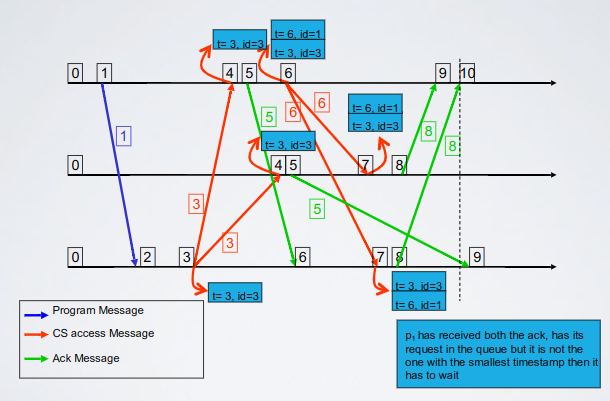 t= 6, id=1
t= 3, id=3
t= 3, id=3
0
1
4
5
6
9
10
6
6
5
t= 6, id=1
t= 3, id=3
1
8
8
t= 3, id=3
0
4
5
7
8
3
5
3
0
2
3
6
7
8
9
t= 3, id=3
t= 3, id=3
t= 6, id=1
Program Message
CS access Message
Ack Message
p1 has received both the ack, has its
request in the queue but it is not the
one with the smallest timestamp then it
has to wait